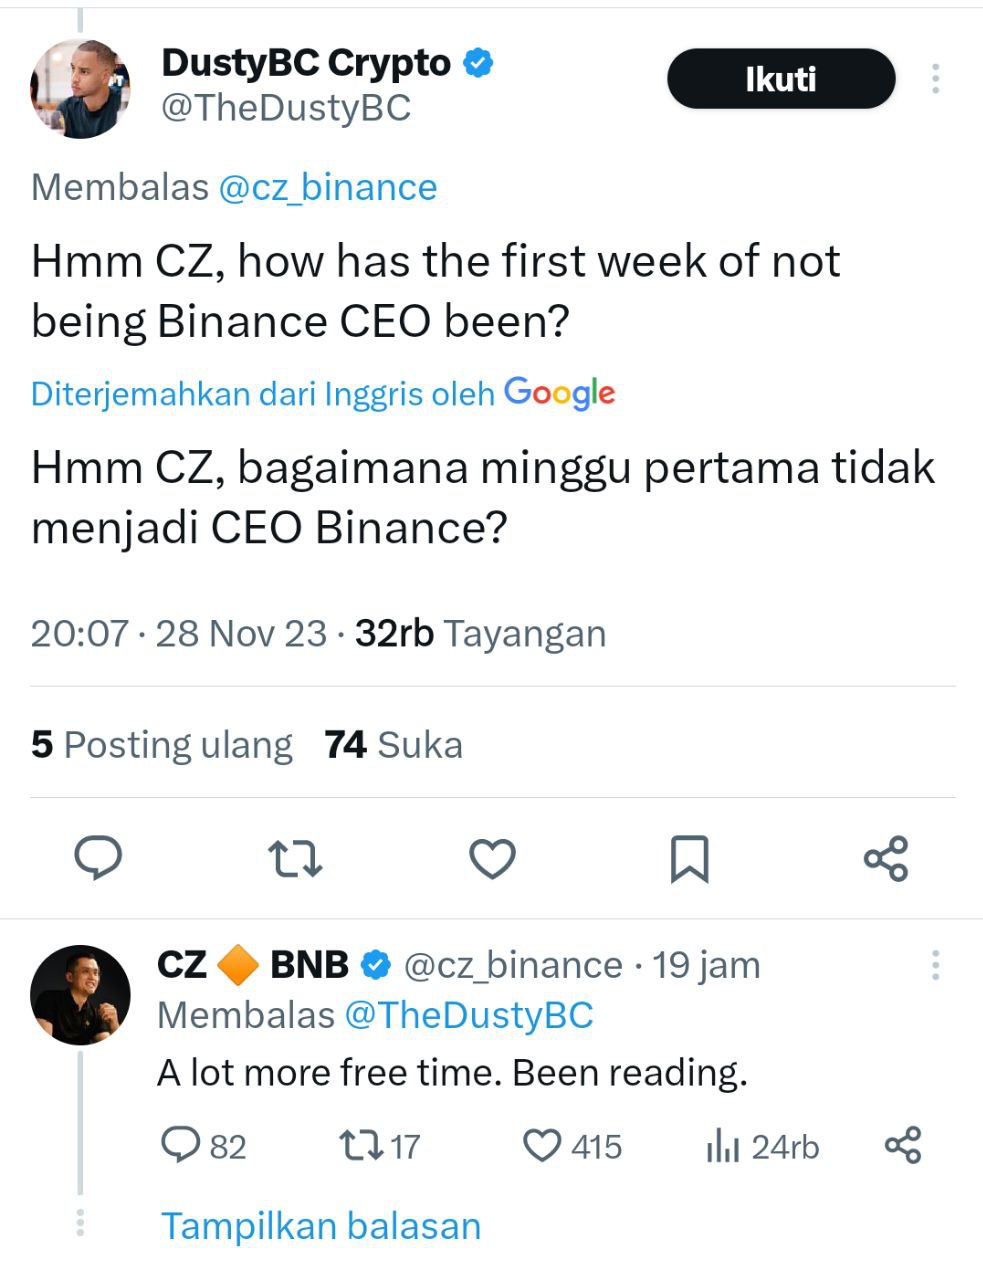 DustyBC Crypto
Ikuti
@TheDustyBC
Membalas @cz_binance
Hmm CZ, how has the first week of not
being Binance CEO been?
Diterjemahkan dari Inggris oleh Google
Hmm CZ, bagaimana minggu pertama tidak
menjadi CEO Binance?
20:07 · 28 Nov 23 · 32rb Tayangan
5 Posting ulang 74 Suka
CZ 🔶 BNB @cz_binance · 19 jam
Membalas @TheDustyBC
A lot more free time. Been reading.
82 17 415 24rb
Tampilkan balasan